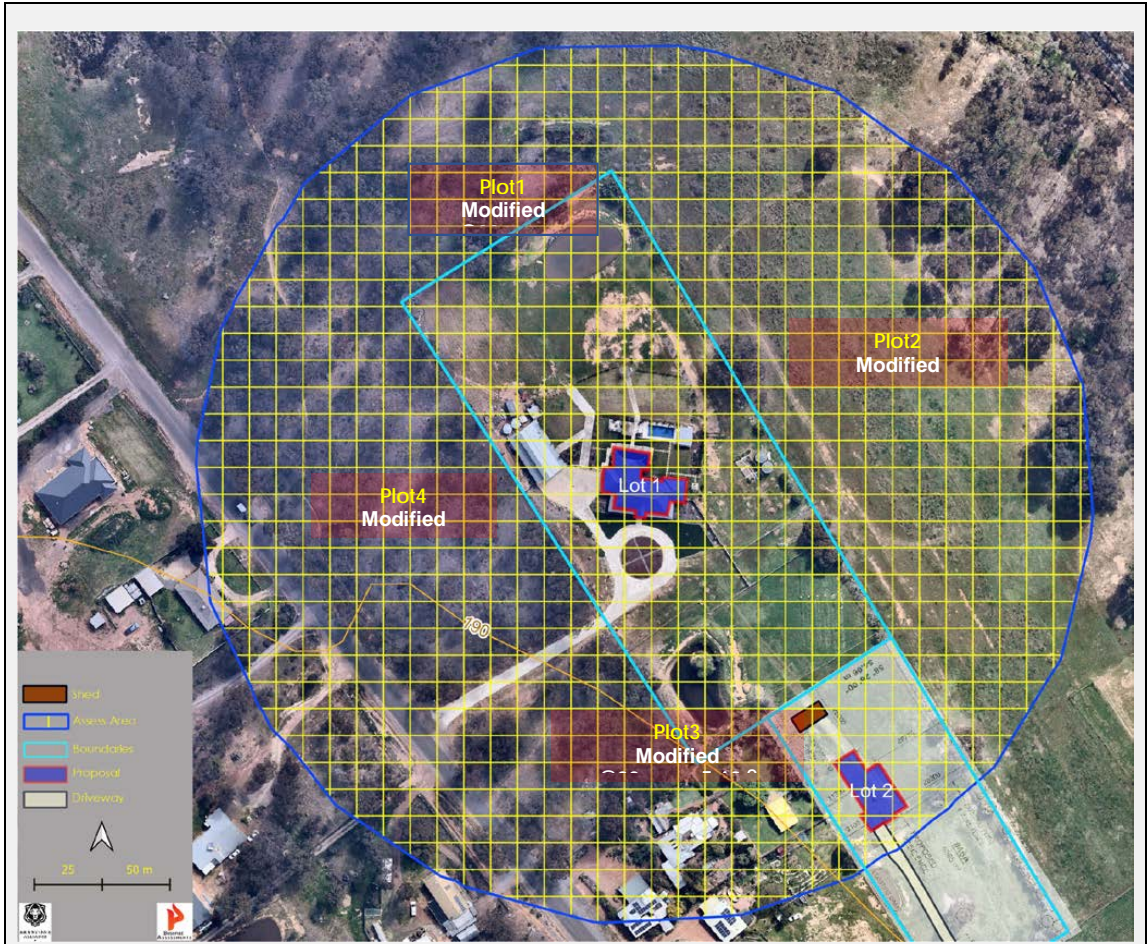 Plot1
Modified
Plot2
Modified
Lot 1
Plot4
Modified
190
Plot3
Modified
Lot 2
Shed
Assess Area
Boundaries
Proposal
Driveway
25 50 m